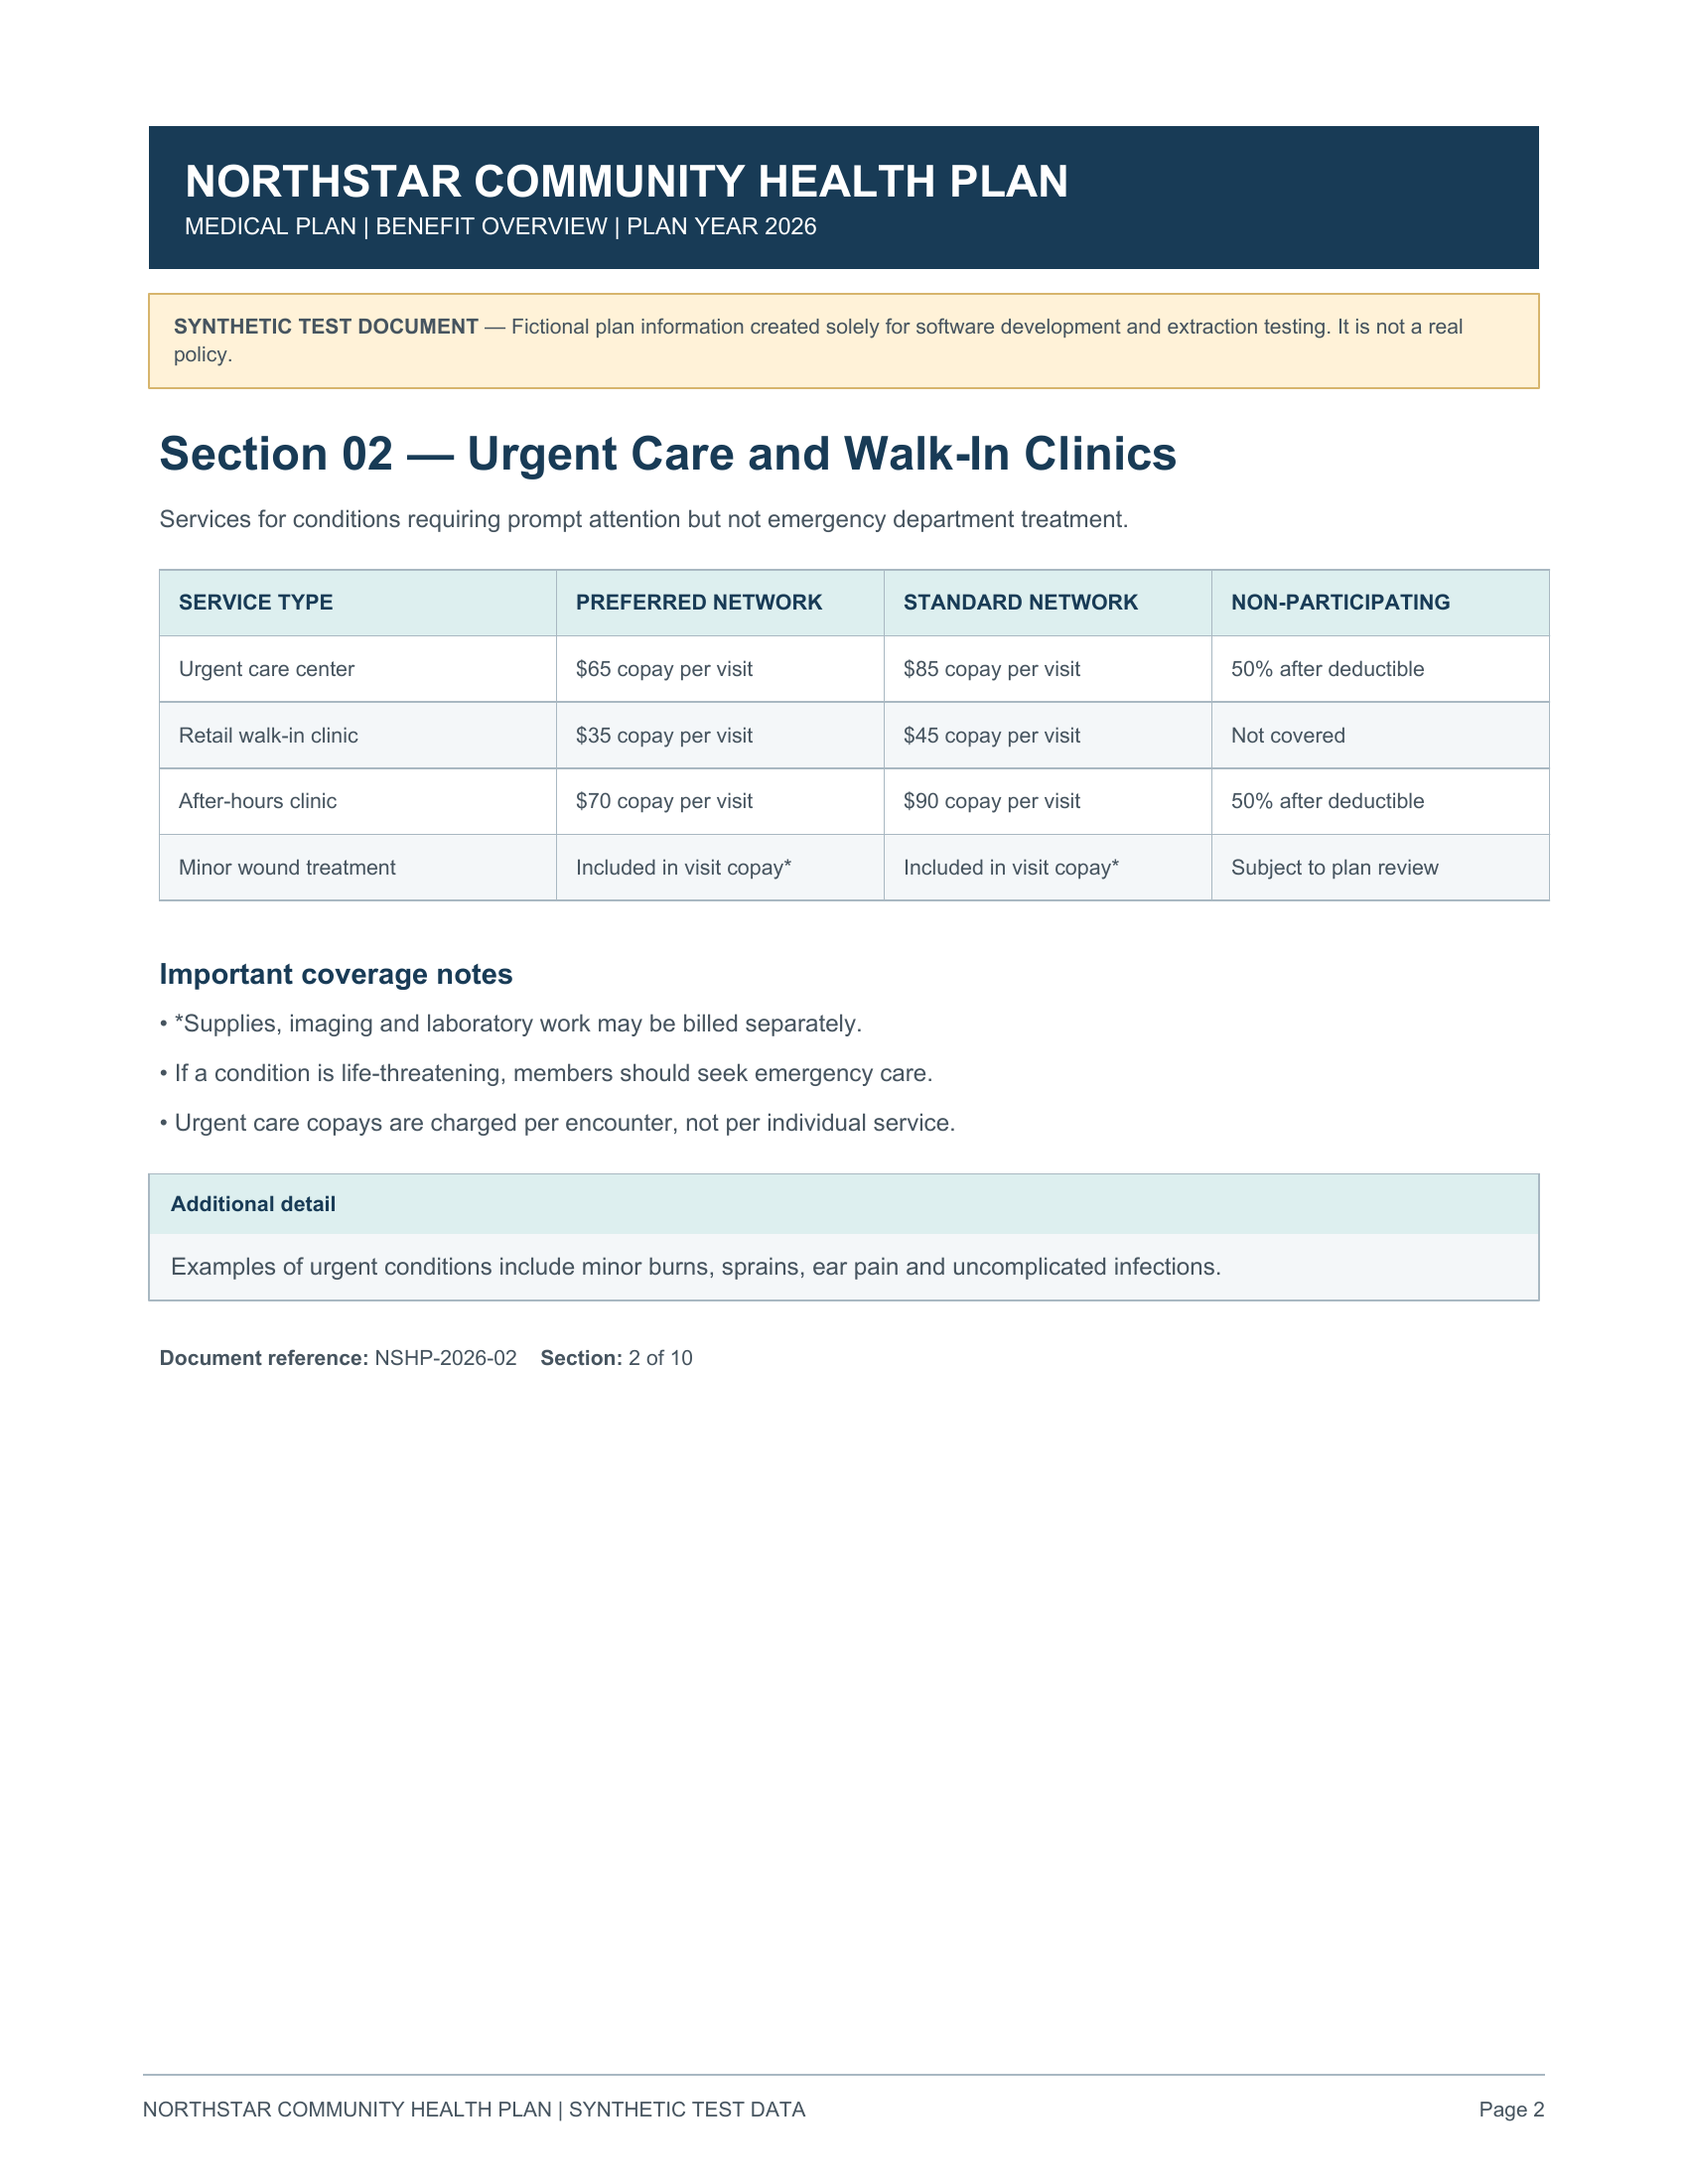 NORTHSTAR COMMUNITY HEALTH PLAN
MEDICAL PLAN | BENEFIT OVERVIEW | PLAN YEAR 2026
SYNTHETIC TEST DOCUMENT — Fictional plan information created solely for software development and extraction testing. It is not a real
policy.
Section 02 — Urgent Care and Walk-In Clinics
Services for conditions requiring prompt attention but not emergency department treatment.
SERVICE TYPE PREFERRED NETWORK STANDARD NETWORK NON-PARTICIPATING
Urgent care center $65 copay per visit $85 copay per visit 50% after deductible
Retail walk-in clinic $35 copay per visit $45 copay per visit Not covered
After-hours clinic $70 copay per visit $90 copay per visit 50% after deductible
Minor wound treatment Included in visit copay* Included in visit copay* Subject to plan review
Important coverage notes
• *Supplies, imaging and laboratory work may be billed separately.
• If a condition is life-threatening, members should seek emergency care.
• Urgent care copays are charged per encounter, not per individual service.
Additional detail
Examples of urgent conditions include minor burns, sprains, ear pain and uncomplicated infections.
Document reference: NSHP-2026-02 Section: 2 of 10
NORTHSTAR COMMUNITY HEALTH PLAN | SYNTHETIC TEST DATA Page 2